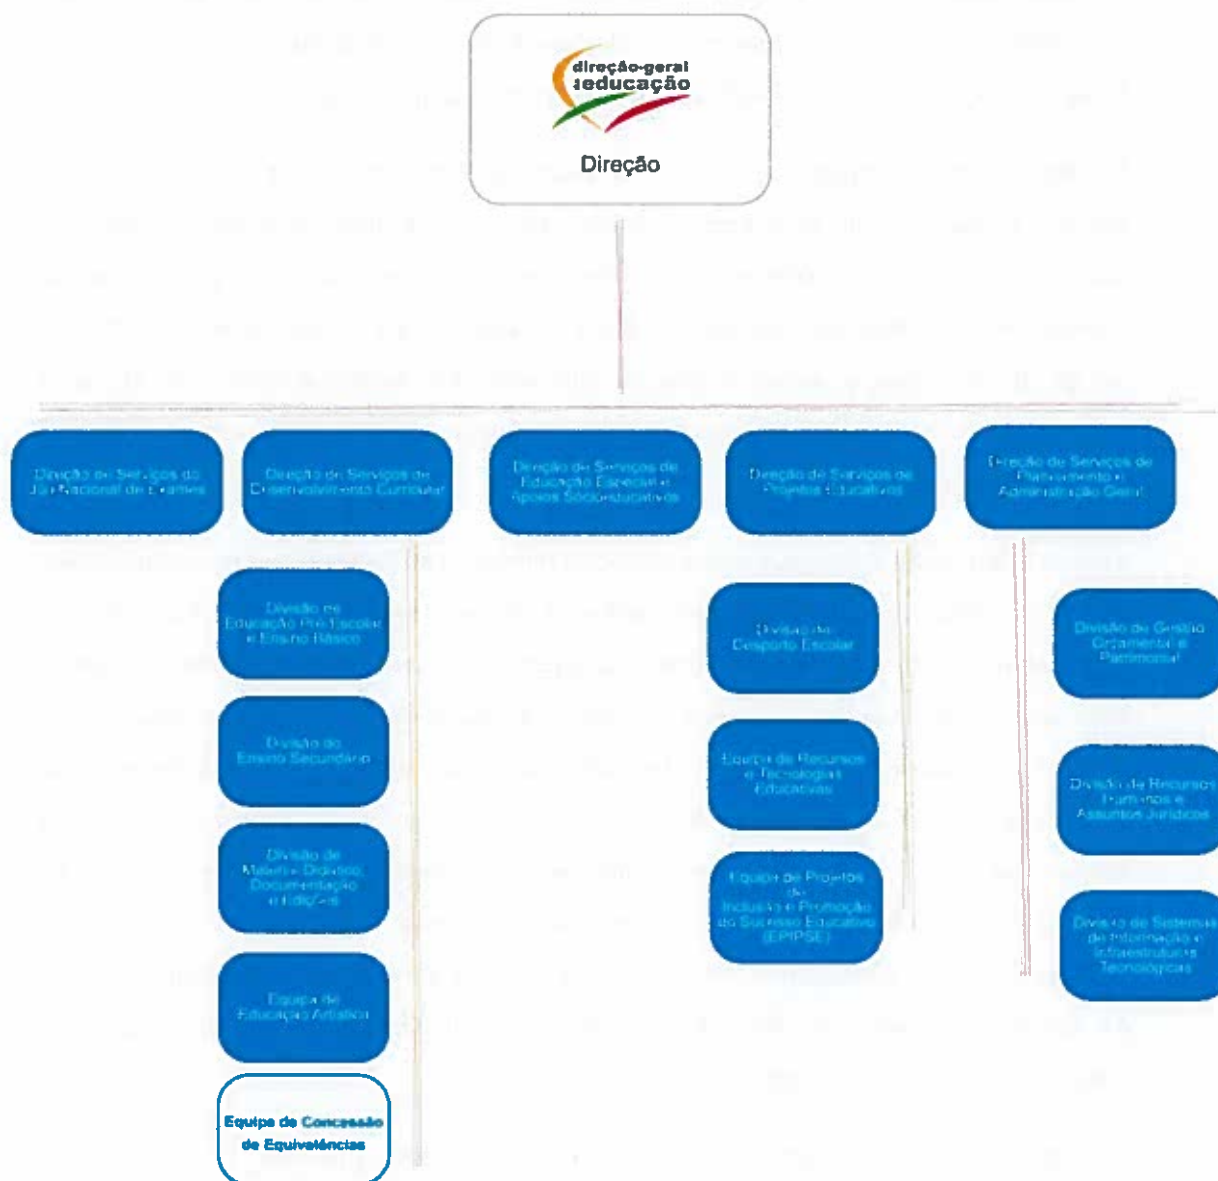 direção-geral
educação
Direção
Direção de Serviços do
Júri Nacional de Exames
Direção de Serviços de
Desenvolvimento Curricular
Direção de Serviços de
Educação Especial e
Apoios Socioeducativos
Direção de Serviços de
Projetos Educativos
Direção de Serviços de
Planeamento e
Administração Geral
Divisão de
Educação Pré-Escolar
e Ensino Básico
Divisão do
Ensino Secundário
Divisão de
Material Didático,
Documentação
e Edições
Equipa de
Educação Artística
Equipa de Concessão
de Equivalências
Divisão do
Desporto Escolar
Equipa de Recursos
e Tecnologias
Educativas
Equipa de Projetos
de
Inclusão e Promoção
do Sucesso Educativo
(EPIPSE)
Divisão de Gestão
Orçamental e
Patrimonial
Divisão de Recursos
Humanos e
Assuntos Jurídicos
Divisão de Sistemas
de Informação e
Infraestruturas
Tecnológicas